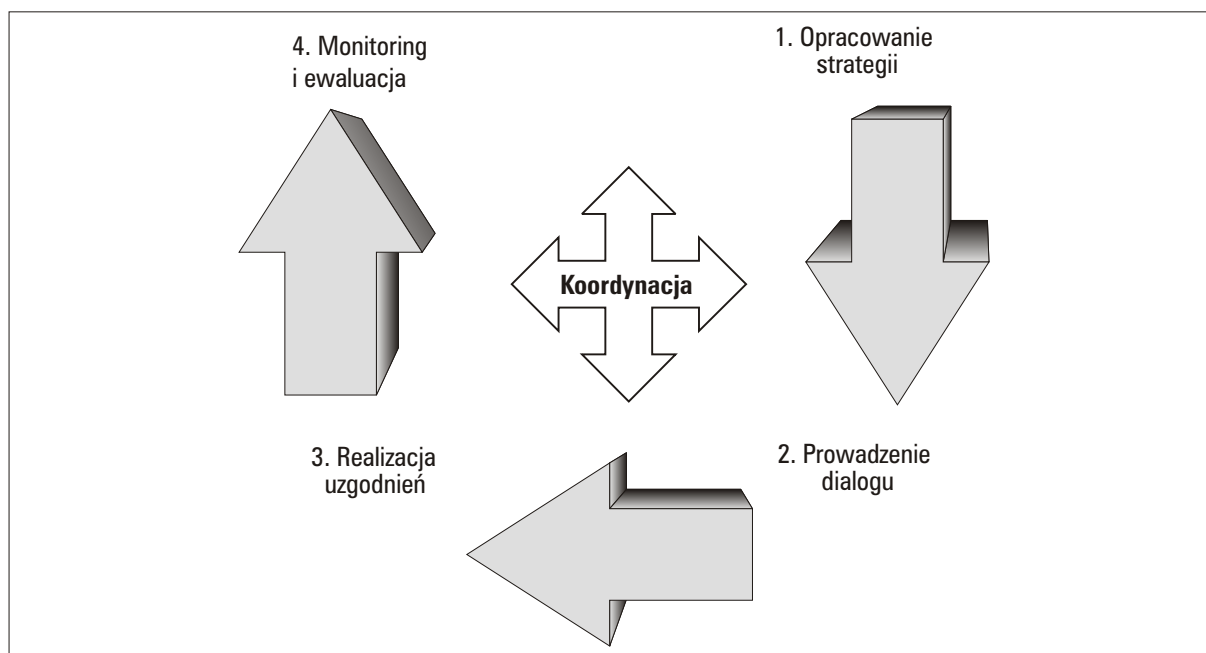 4. Monitoring
i ewaluacja
1. Opracowanie
strategii
Koordynacja
3. Realizacja
uzgodnień
2. Prowadzenie
dialogu